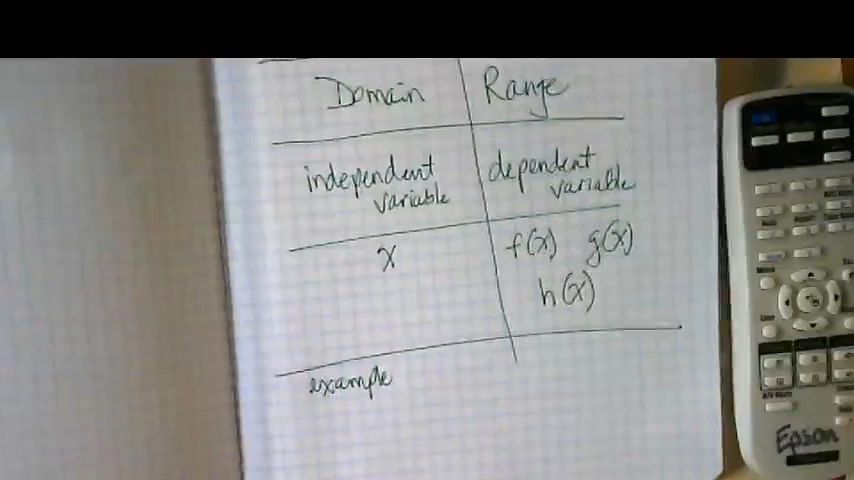 Domain Range
independent variable dependent variable
x f(x) g(x)
h(x)
example
Epson